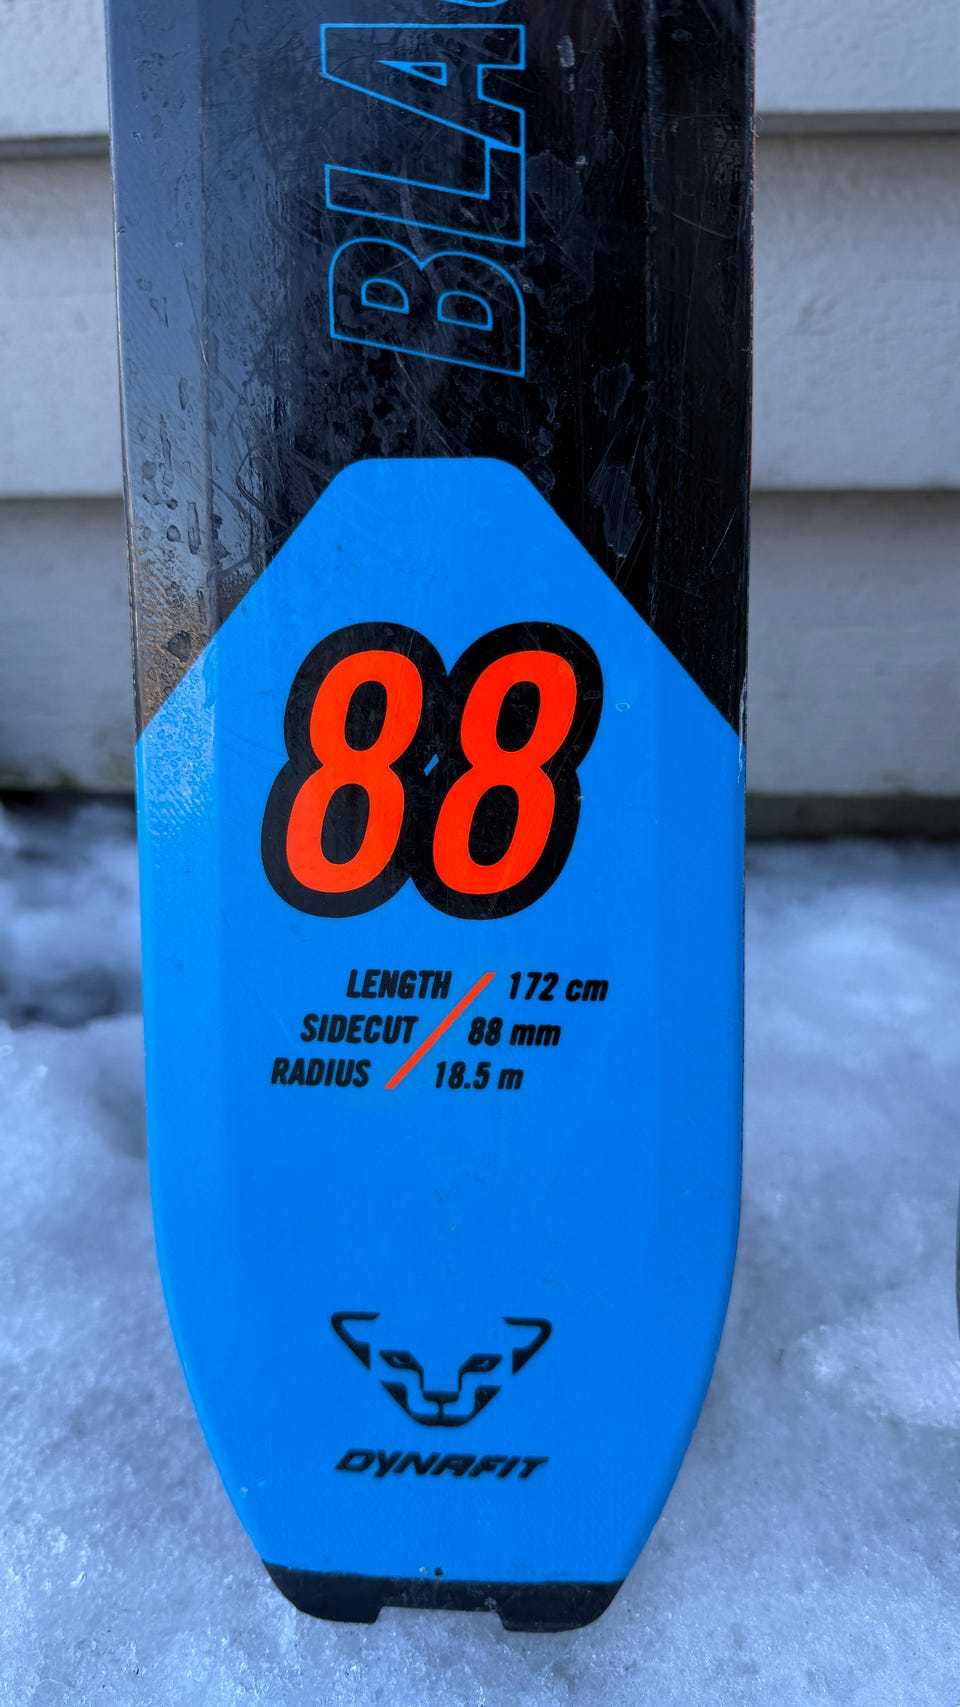 BLA
88
LENGTH / 172 cm
SIDECUT / 88 mm
RADIUS / 18.5 m
DYNAFIT